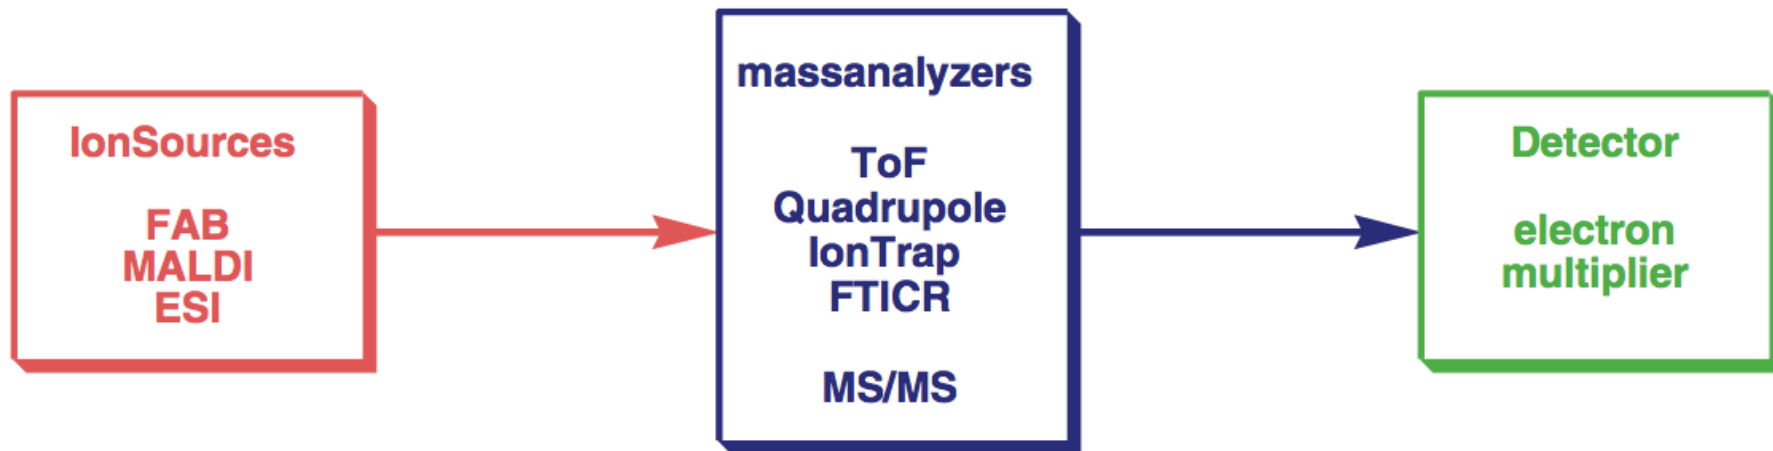 IonSources
FAB
MALDI
ESI
massanalyzers
ToF
Quadrupole
IonTrap
FTICR
MS/MS
Detector
electron
multiplier